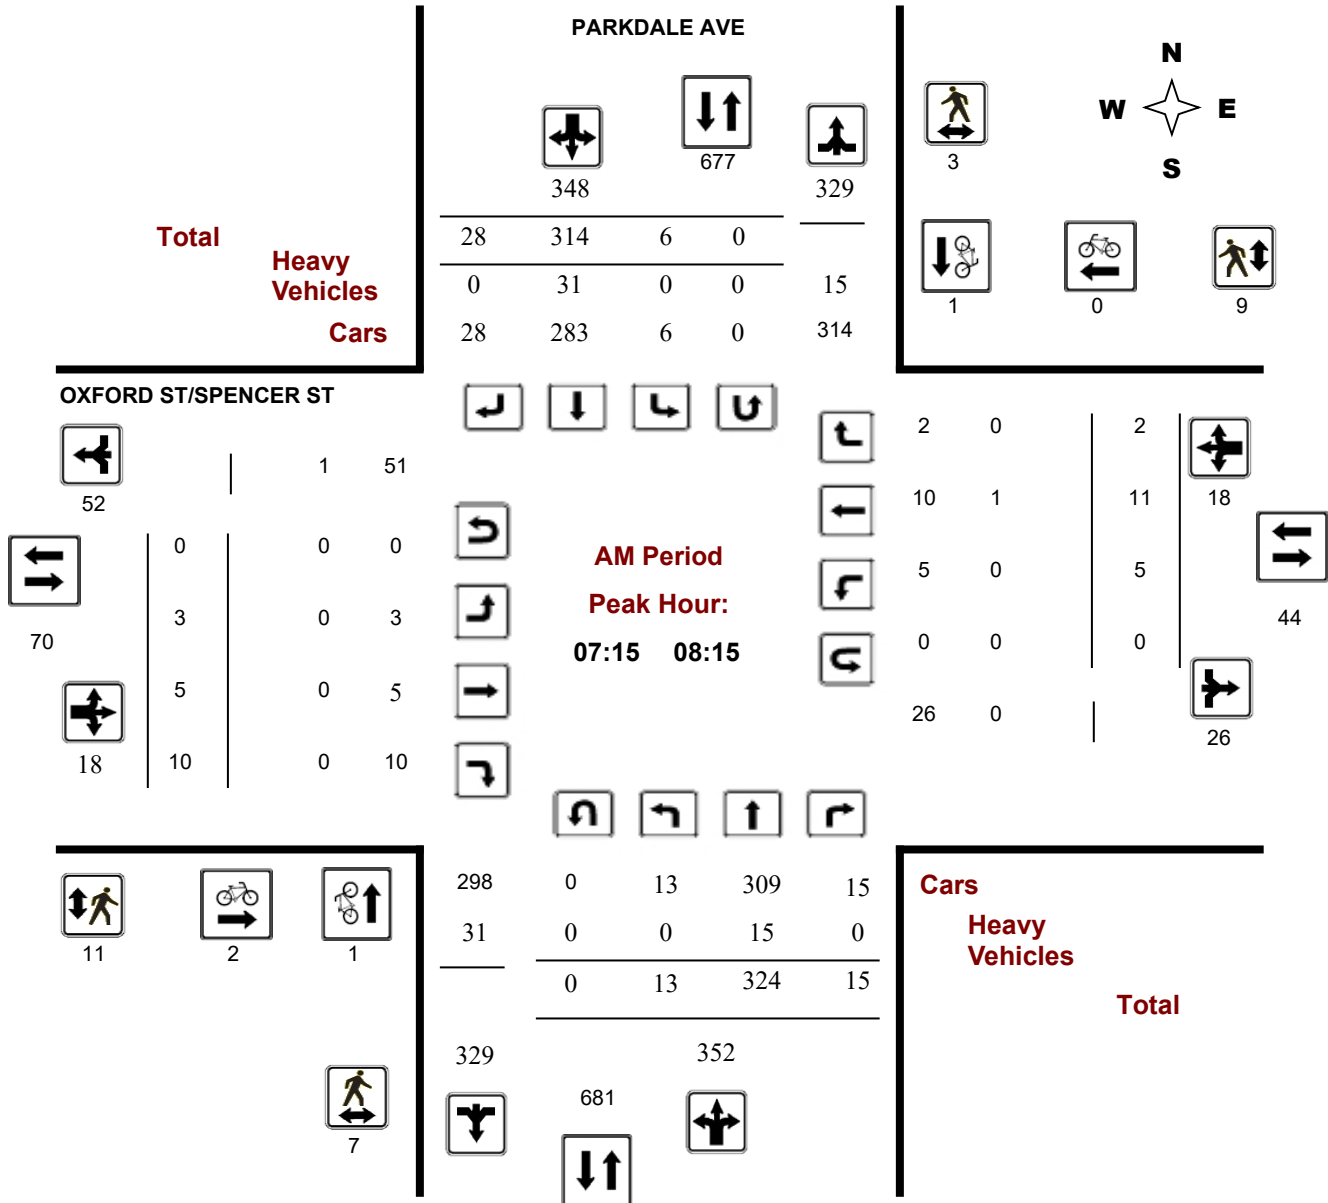 PARKDALE AVE
N
W E
S
677
3
348 329
Total 28 314 6 0
Heavy
Vehicles 0 31 0 0 15
Cars 28 283 6 0 314
1 0 9
OXFORD ST/SPENCER ST
2 0 2
1 51
52
10 1 11 18
0 0 0
AM Period
5 0 5
Peak Hour:
3 0 3
44
70
07:15 08:15
0 0 0
5 0 5
26 0
26
18 10 0 10
298 0 13 309 15
Cars
31 0 0 15 0
Heavy
Vehicles
11 2 1
0 13 324 15
Total
329 352
681
7